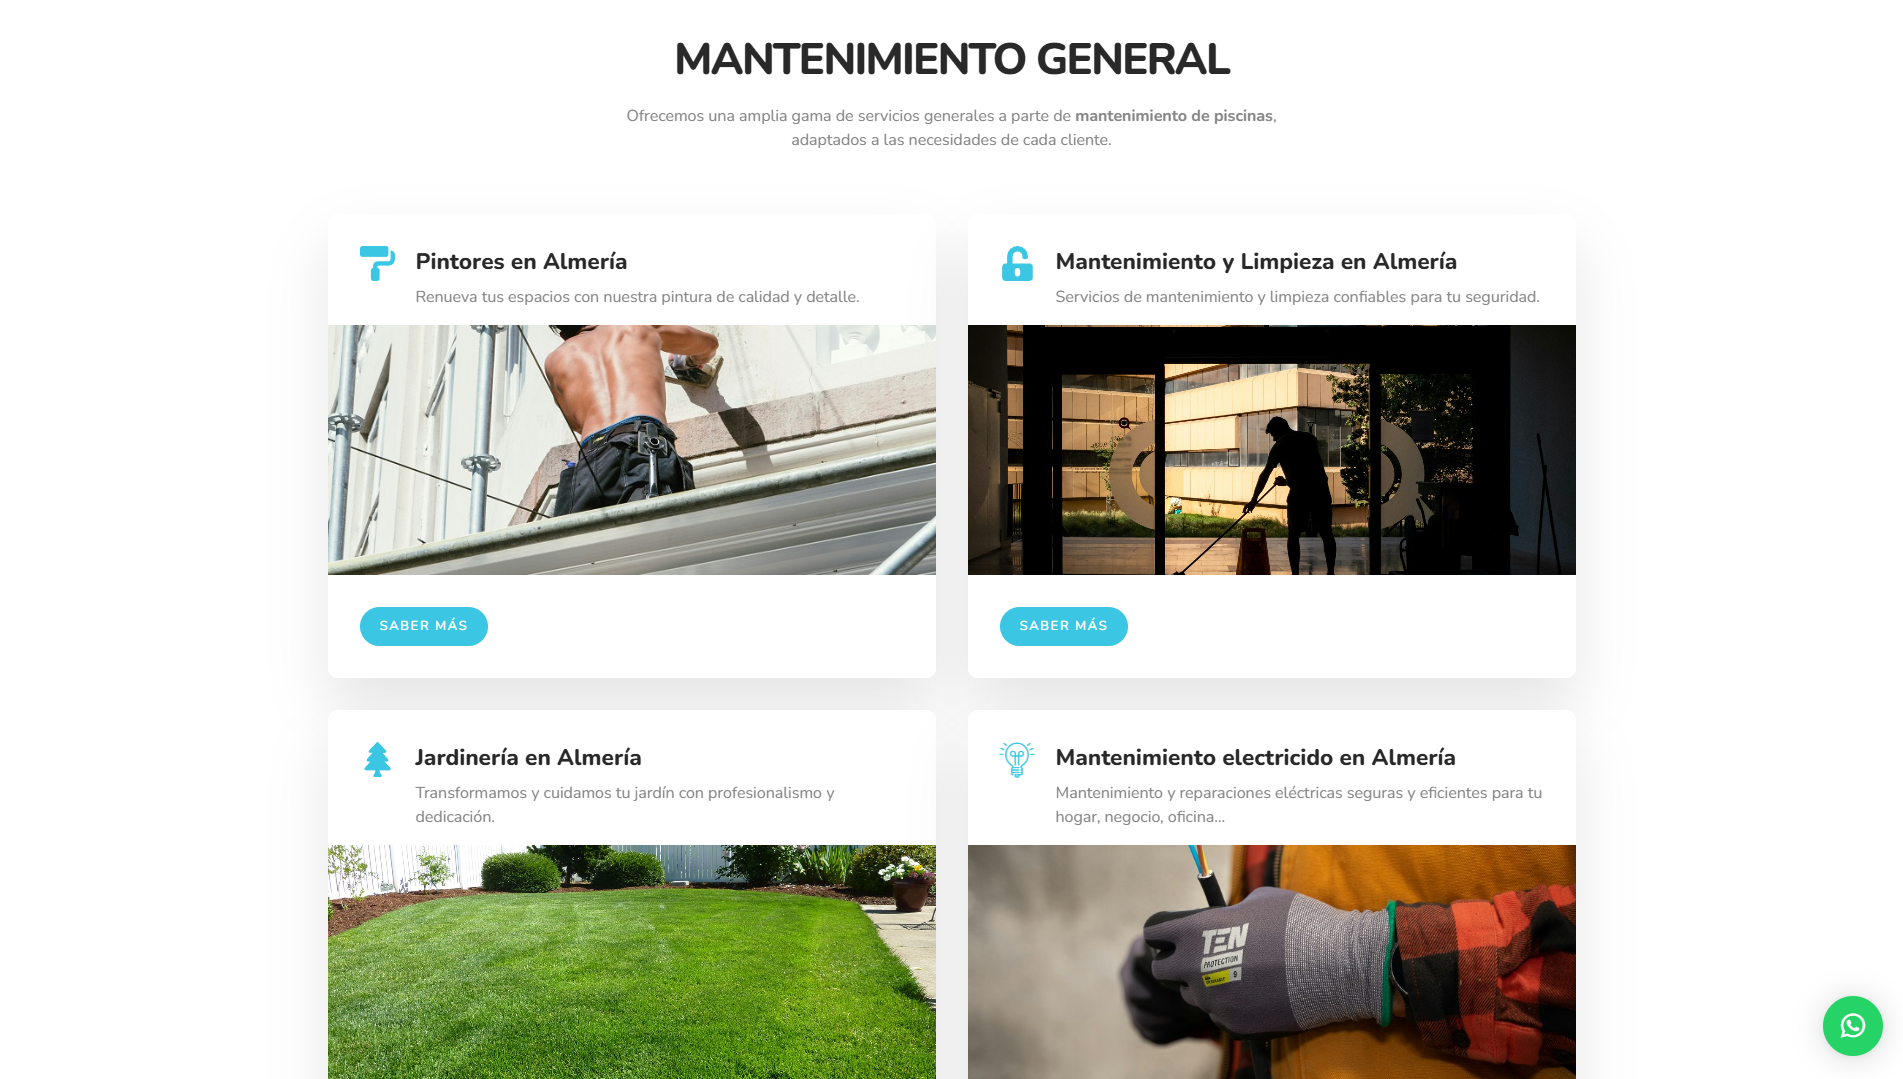 MANTENIMIENTO GENERAL
Ofrecemos una amplia gama de servicios generales a parte de mantenimiento de piscinas,
adaptados a las necesidades de cada cliente.
Pintores en Almería
Renueva tus espacios con nuestra pintura de calidad y detalle.
SABER MÁS
Mantenimiento y Limpieza en Almería
Servicios de mantenimiento y limpieza confiables para tu seguridad.
SABER MÁS
Jardinería en Almería
Transformamos y cuidamos tu jardín con profesionalismo y
dedicación.
Mantenimiento electricido en Almería
Mantenimiento y reparaciones eléctricas seguras y eficientes para tu
hogar, negocio, oficina...
TEN
PROTECTION
9